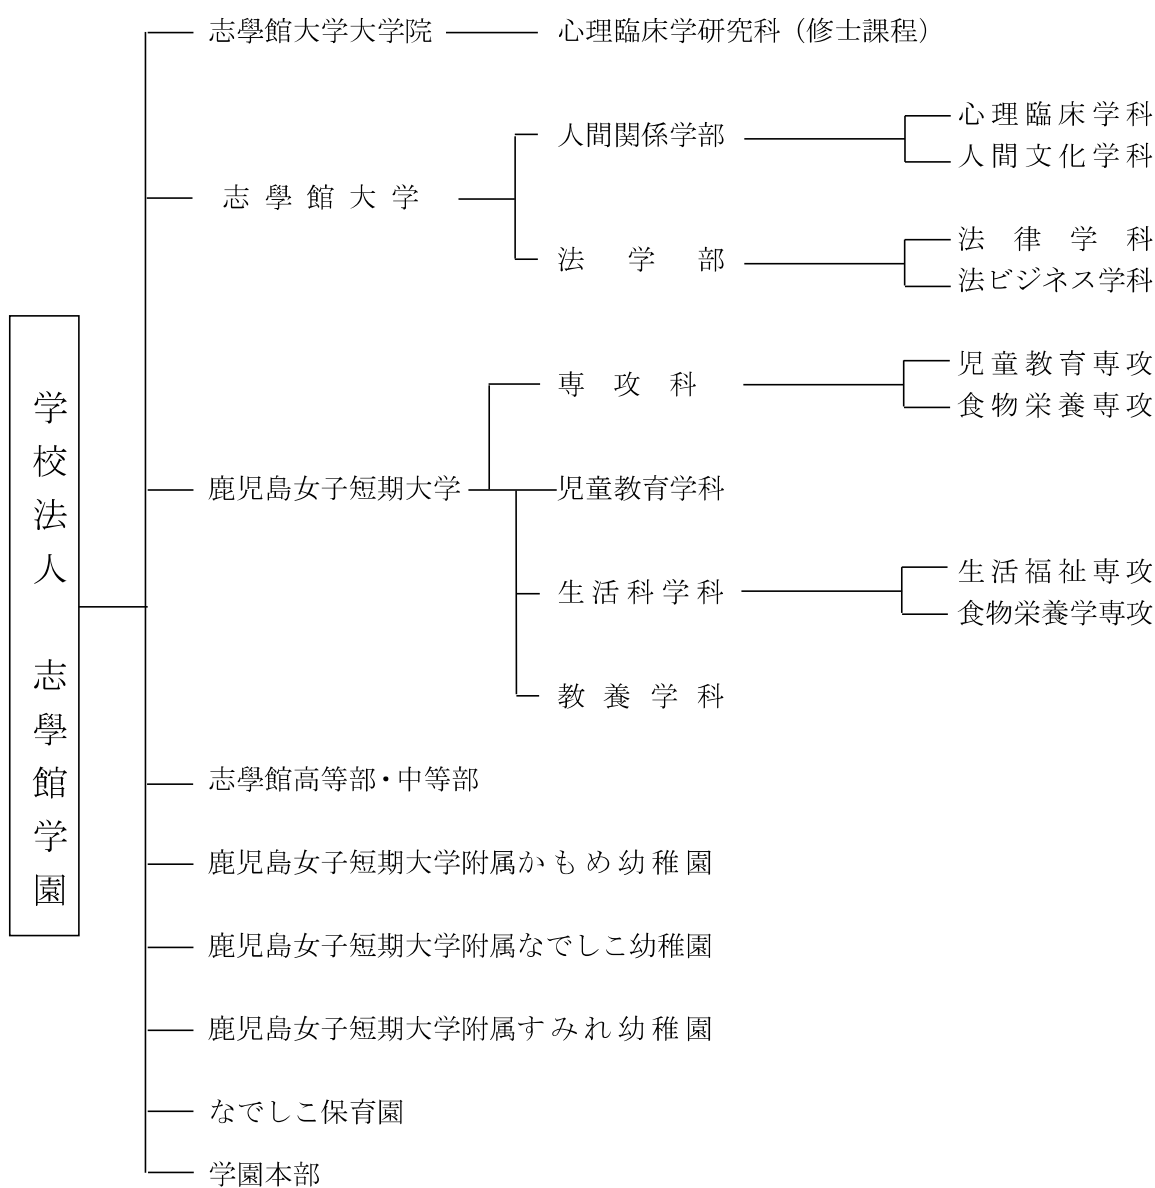 学校法人　志學館学園
志學館大学大学院
心理臨床学研究科（修士課程）
志學館大学
人間関係学部
心理臨床学科
人間文化学科
法学部
法律学科
法ビジネス学科
鹿児島女子短期大学
専攻科
児童教育専攻
食物栄養専攻
児童教育学科
生活科学科
生活福祉専攻
食物栄養学専攻
教養学科
志學館高等部・中等部
鹿児島女子短期大学附属かもめ幼稚園
鹿児島女子短期大学附属なでしこ幼稚園
鹿児島女子短期大学附属すみれ幼稚園
なでしこ保育園
学園本部